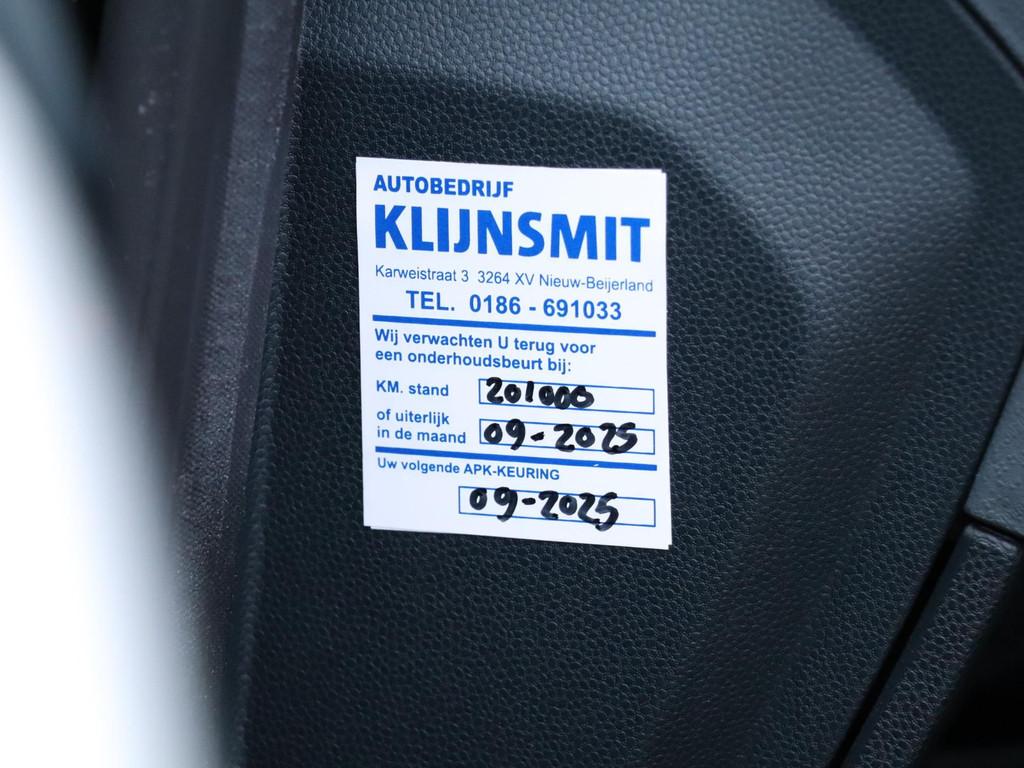 AUTOBEDRIJF
KLIJNSMIT
Karweistraat 3 3264 XV Nieuw-Beijerland
TEL. 0186 - 691033
Wij verwachten U terug voor
een onderhoudsbeurt bij:
KM. stand 201000
of uiterlijk
in de maand 09-2025
Uw volgende APK-KEURING
09-2025